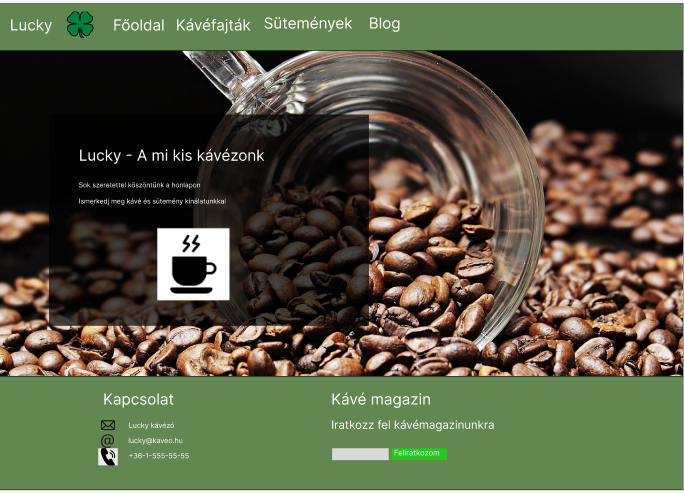 Lucky Főoldal Kávéfajták Sütemények Blog
Lucky - A mi kis kávézonk
Sok szeretettel köszöntünk a honlapon
Ismerkedj meg kávé és sütemény kínálatunkkal
Kapcsolat
Lucky kávézó
lucky@kaveo.hu
+36-1-555-55-55
Kávé magazin
Iratkozz fel kávémagazinunkra
Feliratkozom